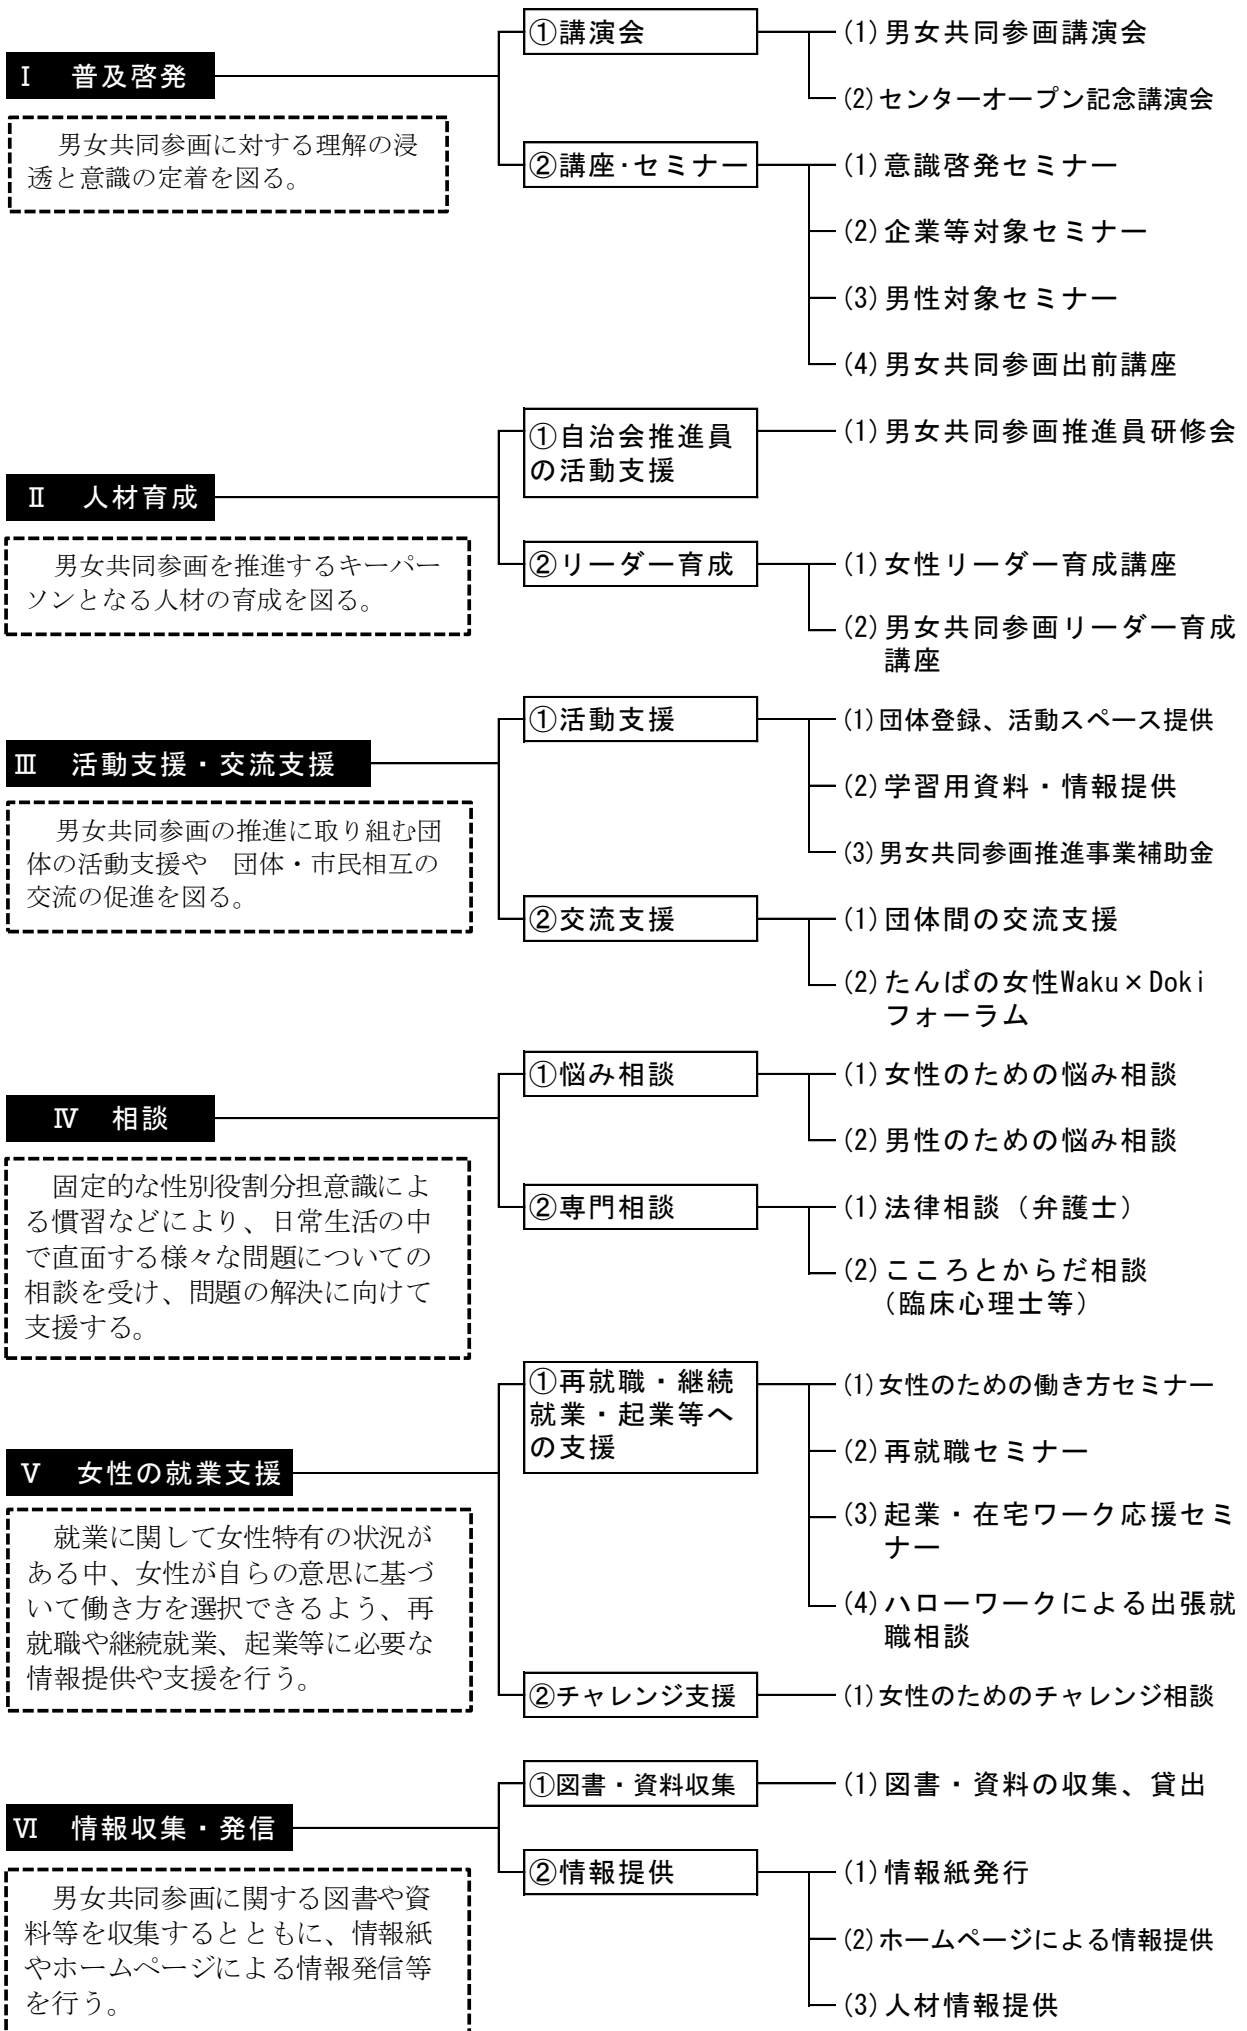 Ⅰ 普及啓発
男女共同参画に対する理解の浸
透と意識の定着を図る。
①講演会
(1)男女共同参画講演会
(2)センターオープン記念講演会
②講座・セミナー
(1)意識啓発セミナー
(2)企業等対象セミナー
(3)男性対象セミナー
(4)男女共同参画出前講座
Ⅱ 人材育成
男女共同参画を推進するキーパー
ソンとなる人材の育成を図る。
①自治会推進員
の活動支援
(1)男女共同参画推進員研修会
②リーダー育成
(1)女性リーダー育成講座
(2)男女共同参画リーダー育成
講座
Ⅲ 活動支援・交流支援
男女共同参画の推進に取り組む団
体の活動支援や 団体・市民相互の
交流の促進を図る。
①活動支援
(1)団体登録、活動スペース提供
(2)学習用資料・情報提供
(3)男女共同参画推進事業補助金
②交流支援
(1)団体間の交流支援
(2)たんばの女性Waku×Doki
フォーラム
Ⅳ 相談
固定的な性別役割分担意識によ
る慣習などにより、日常生活の中
で直面する様々な問題についての
相談を受け、問題の解決に向けて
支援する。
①悩み相談
(1)女性のための悩み相談
(2)男性のための悩み相談
②専門相談
(1)法律相談（弁護士）
(2)こころとからだ相談
（臨床心理士等）
Ⅴ 女性の就業支援
就業に関して女性特有の状況が
ある中、女性が自らの意思に基づ
いて働き方を選択できるよう、再
就職や継続就業、起業等に必要な
情報提供や支援を行う。
①再就職・継続
就業・起業等へ
の支援
(1)女性のための働き方セミナー
(2)再就職セミナー
(3)起業・在宅ワーク応援セミ
ナー
(4)ハローワークによる出張就
職相談
②チャレンジ支援
(1)女性のためのチャレンジ相談
Ⅵ 情報収集・発信
男女共同参画に関する図書や資
料等を収集するとともに、情報紙
やホームページによる情報発信等
を行う。
①図書・資料収集
(1)図書・資料の収集、貸出
②情報提供
(1)情報紙発行
(2)ホームページによる情報提供
(3)人材情報提供